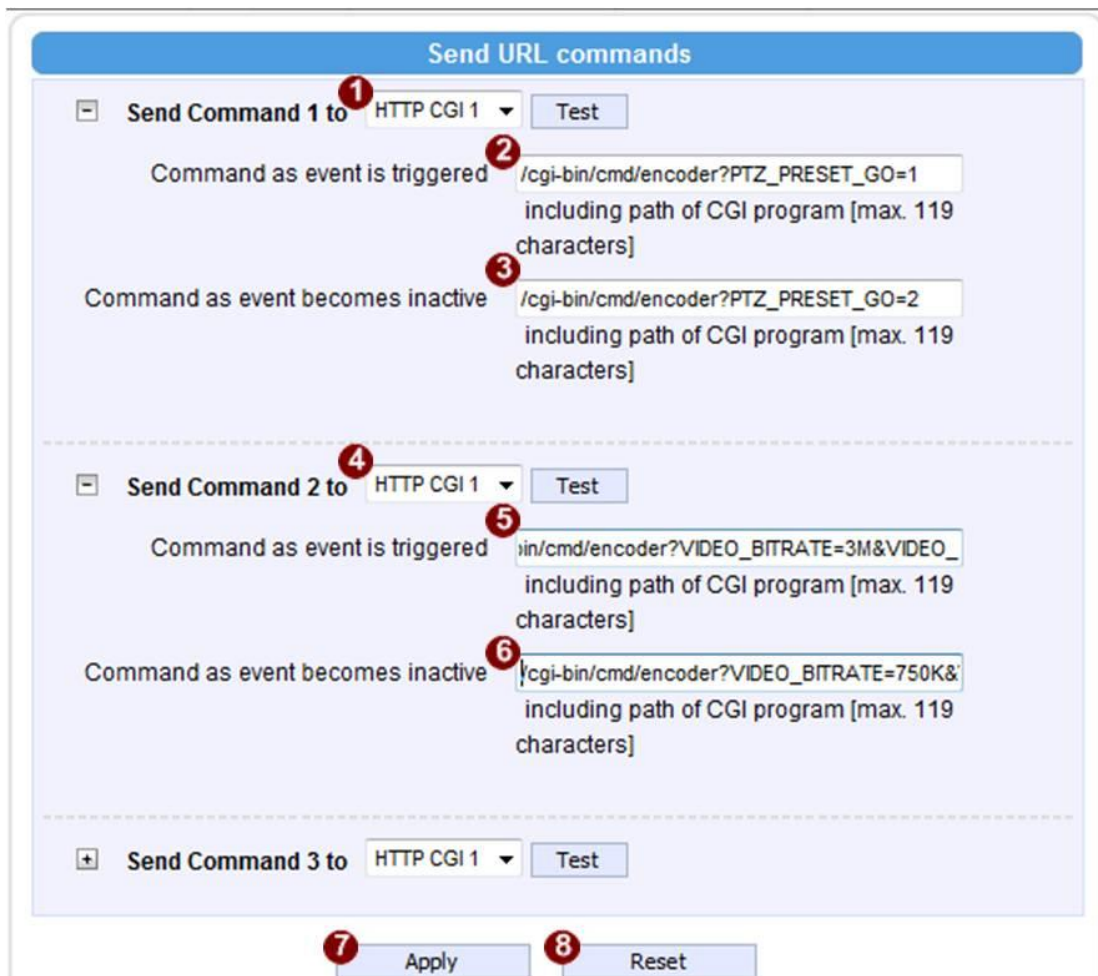 Send URL commands
1
Send Command 1 to HTTP CGI 1 Test
2
Command as event is triggered /cgi-bin/cmd/encoder?PTZ_PRESET_GO=1
including path of CGI program [max. 119
characters]
3
Command as event becomes inactive /cgi-bin/cmd/encoder?PTZ_PRESET_GO=2
including path of CGI program [max. 119
characters]
4
Send Command 2 to HTTP CGI 1 Test
5
Command as event is triggered in/cmd/encoder?VIDEO_BITRATE=3M&VIDEO_
including path of CGI program [max. 119
characters]
6
Command as event becomes inactive /cgi-bin/cmd/encoder?VIDEO_BITRATE=750K&
including path of CGI program [max. 119
characters]
Send Command 3 to HTTP CGI 1 Test
7 Apply 8 Reset